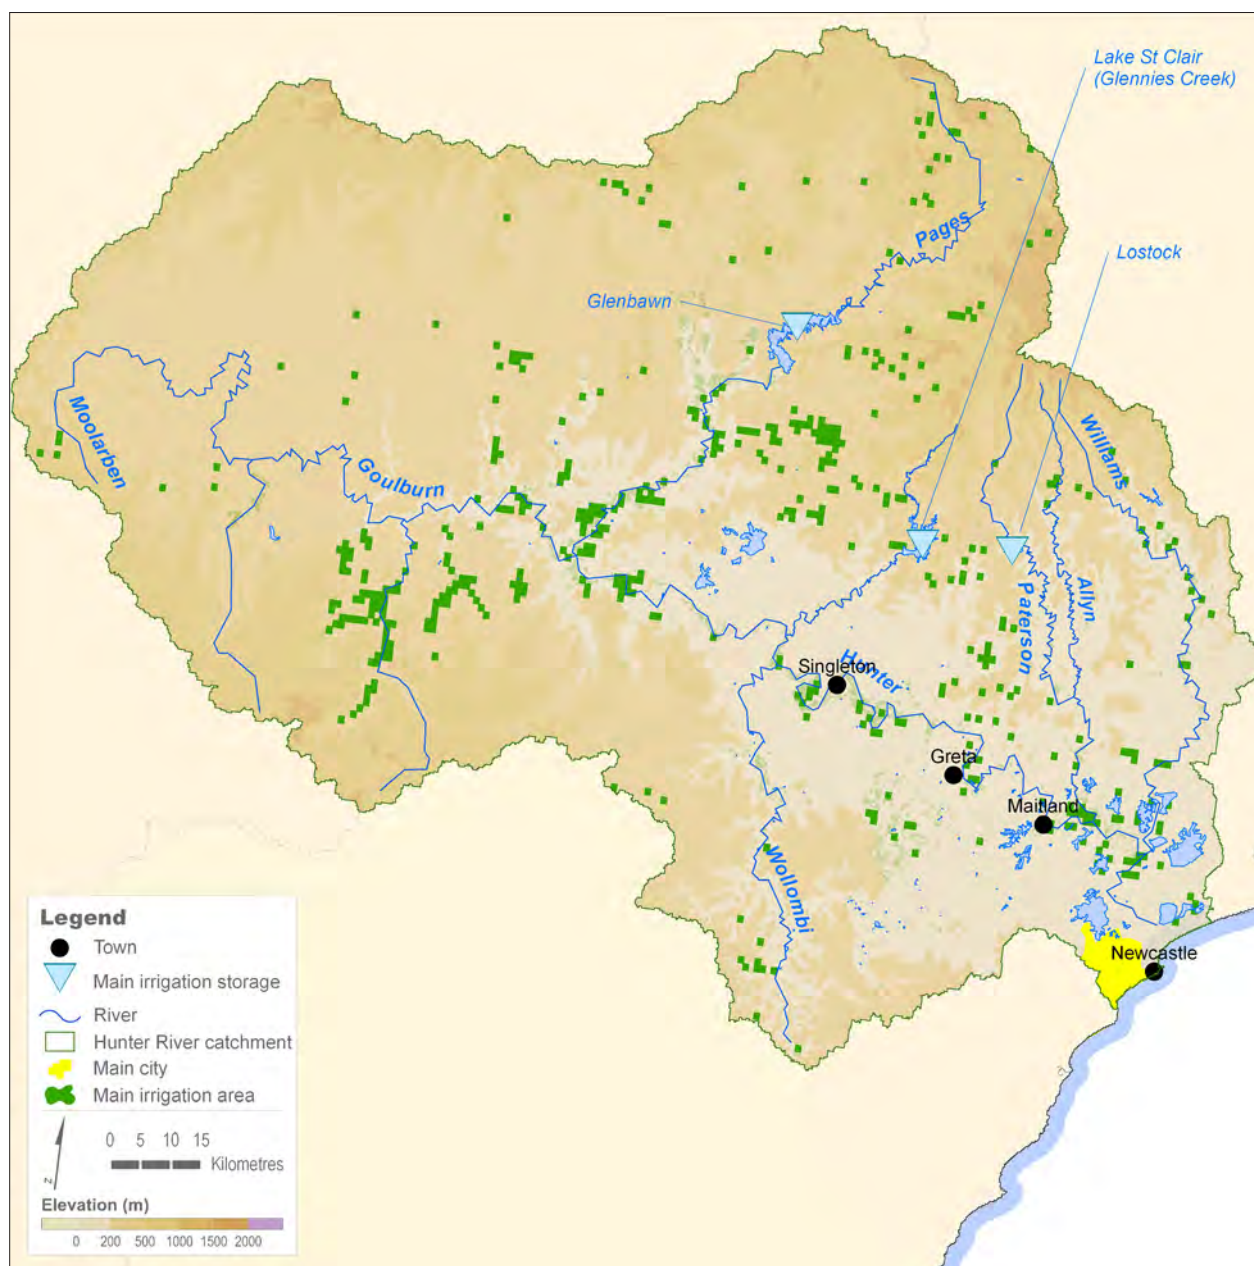 Lake St Clair
(Glennies Creek)
Pages
Lostock
Glenbawn
Moolarben
Williams
Goulburn
Allyn
Paterson
Hunter
Singleton
Greta
Maitland
Wollombi
Newcastle
Legend
Town
Main irrigation storage
River
Hunter River catchment
Main city
Main irrigation area
0 5 10 15
Kilometres
z
Elevation (m)
0 200 500 1000 1500 2000